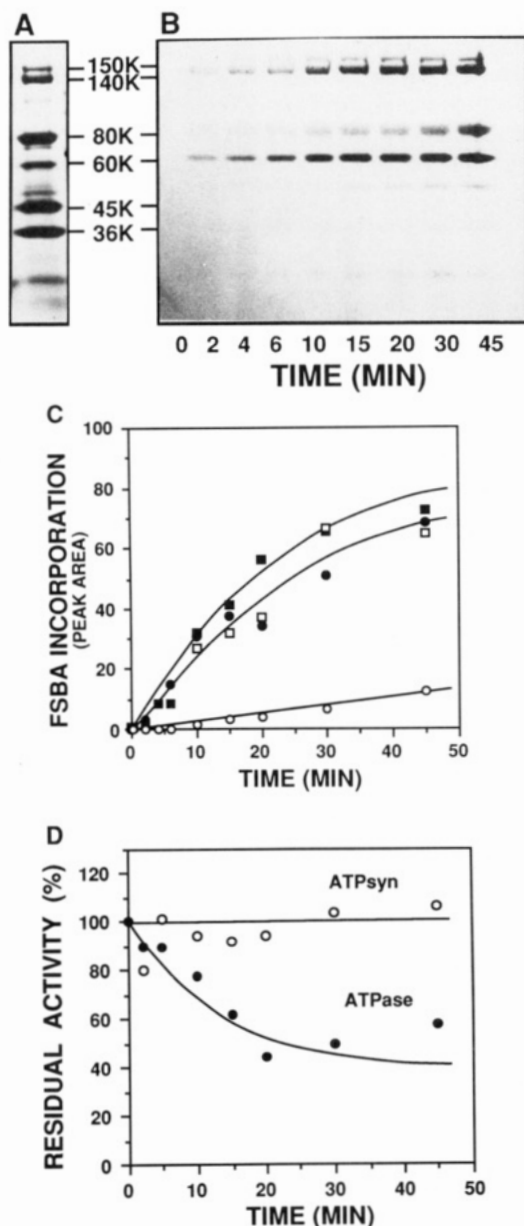 A
B
150K
140K
80K
60K
45K
36K
0 2 4 6 10 15 20 30 45
TIME (MIN)
C
FSBA INCORPORATION
(PEAK AREA)
100
80
60
40
20
0
0 10 20 30 40 50
TIME (MIN)
D
RESIDUAL ACTIVITY (%)
120
100
80
60
40
20
0
ATPsyn
ATPase
0 10 20 30 40 50
TIME (MIN)